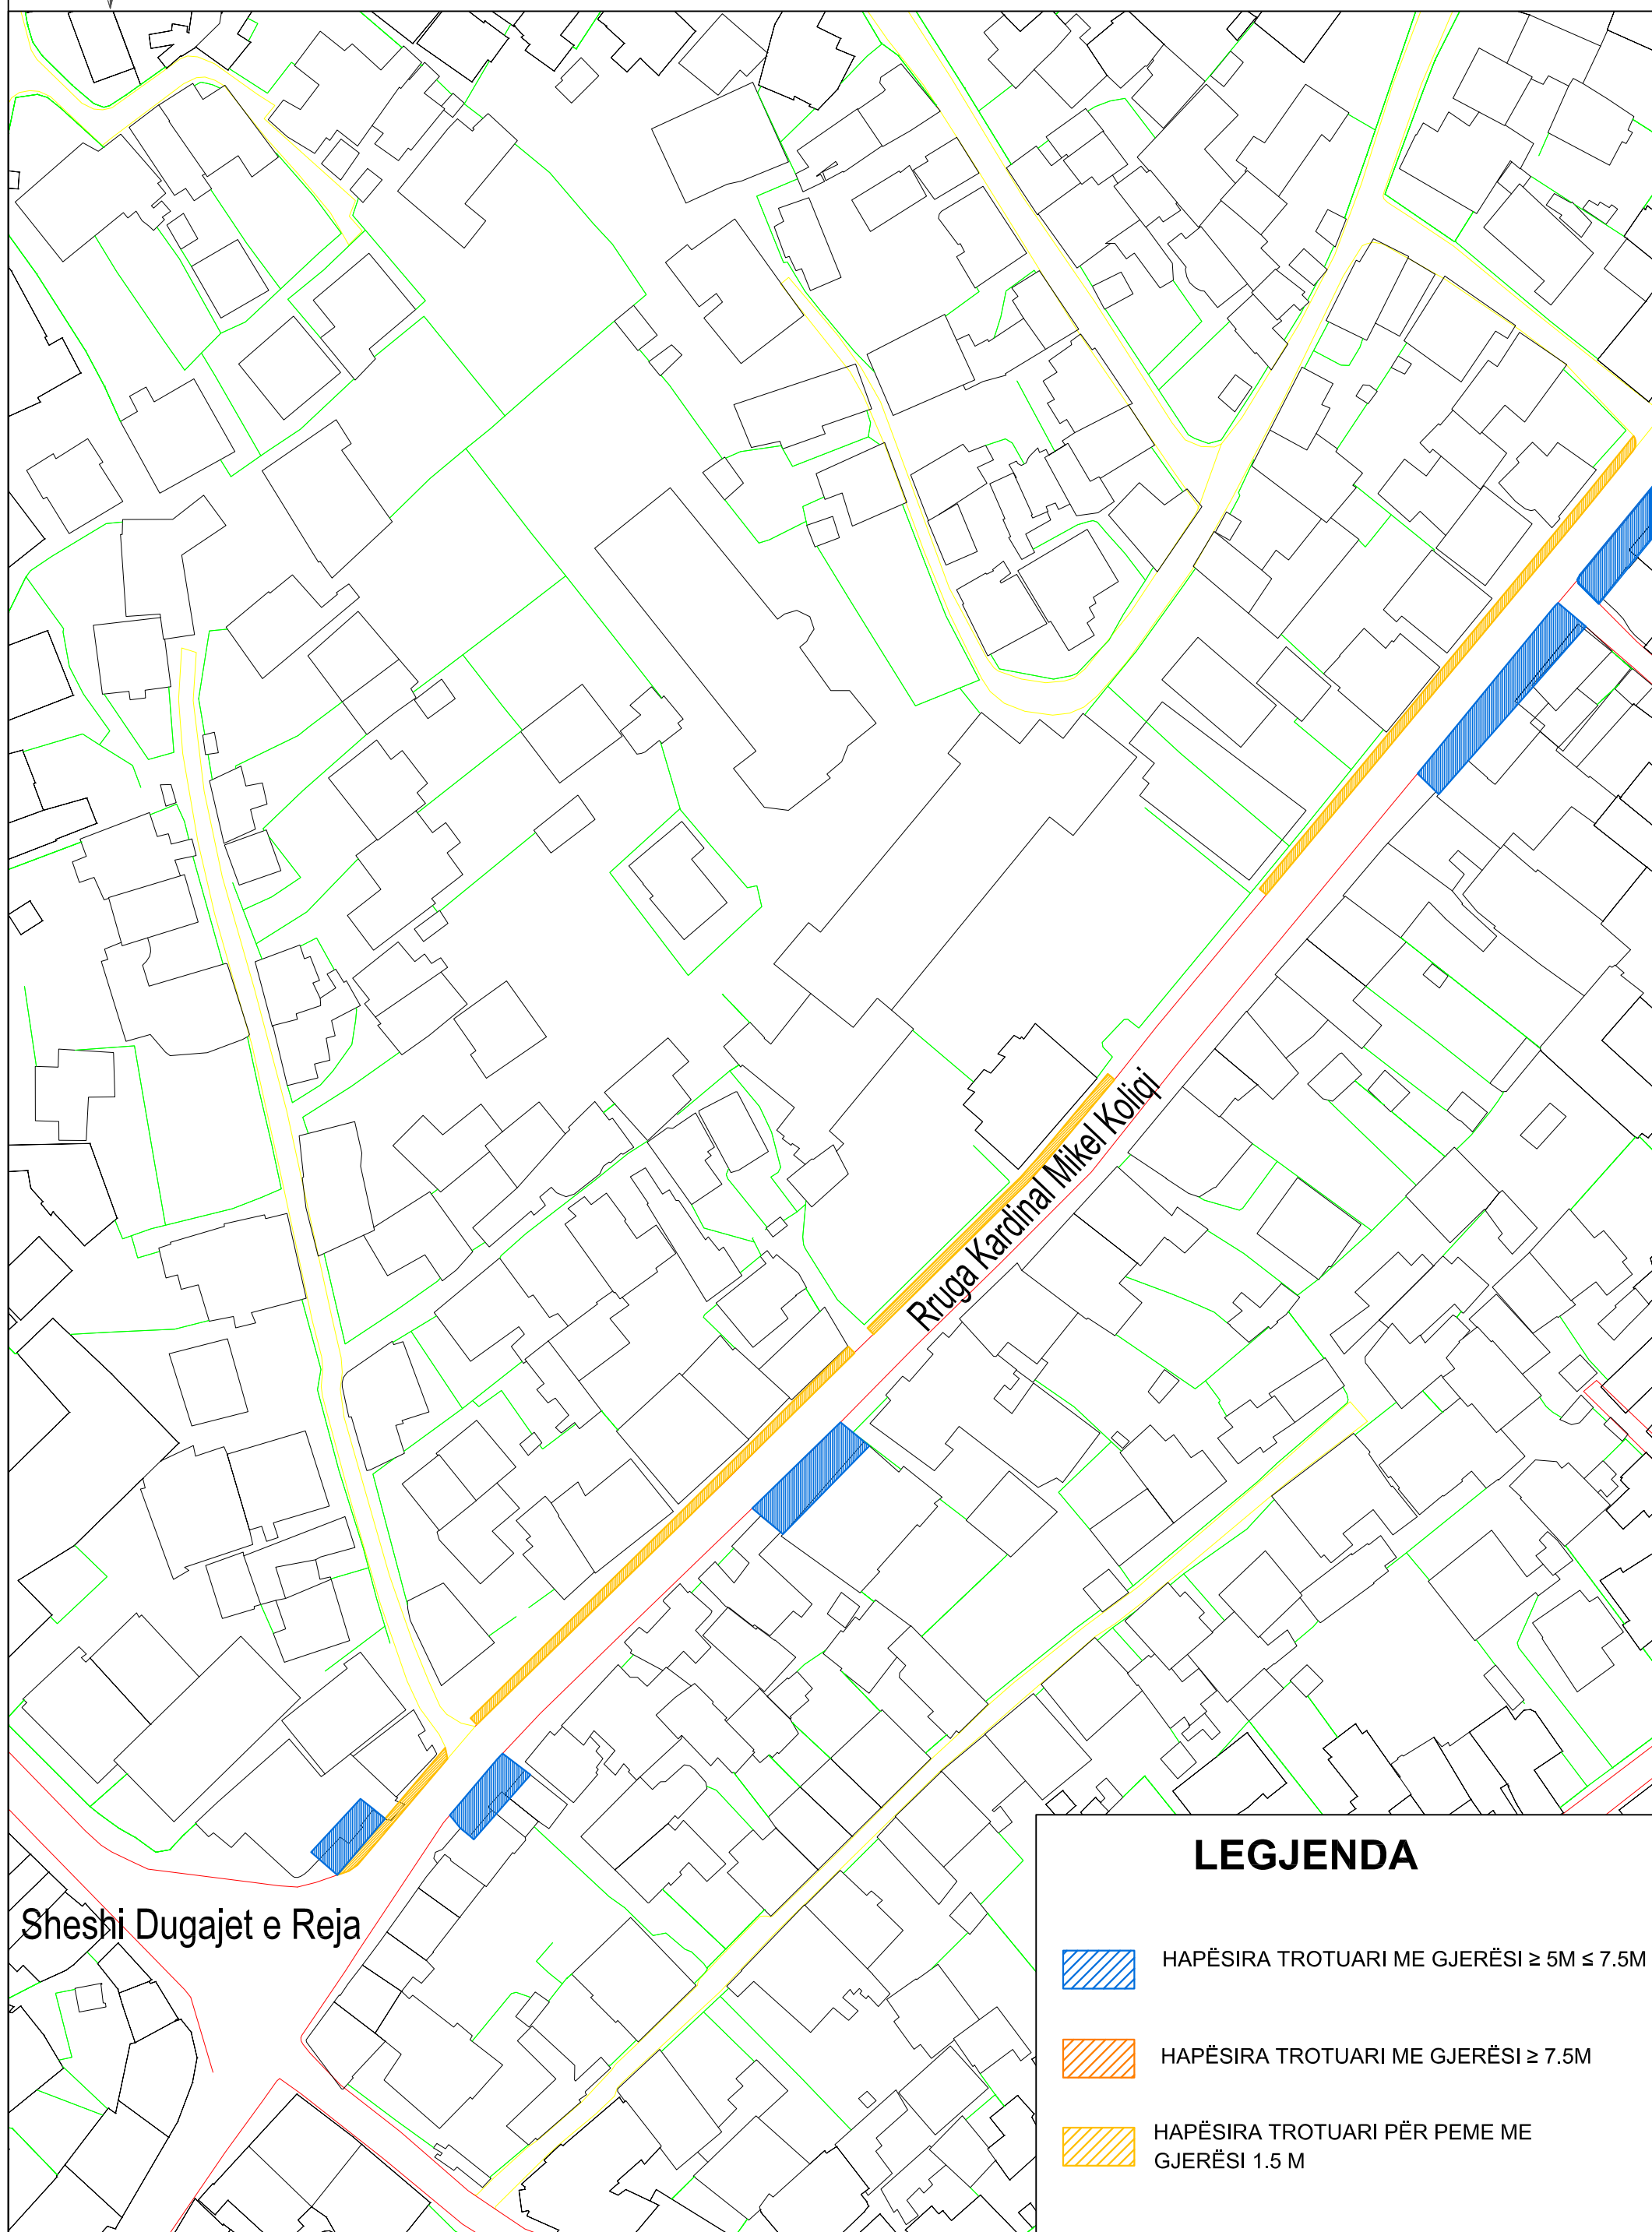 Rruga Kardinal Mikel Koliqi
Sheshi Dugajet e Reja
LEGJENDA
HAPËSIRA TROTUARI ME GJERËSI ≥ 5M ≤ 7.5M
HAPËSIRA TROTUARI ME GJERËSI ≥ 7.5M
HAPËSIRA TROTUARI PËR PEME ME
GJERËSI 1.5 M